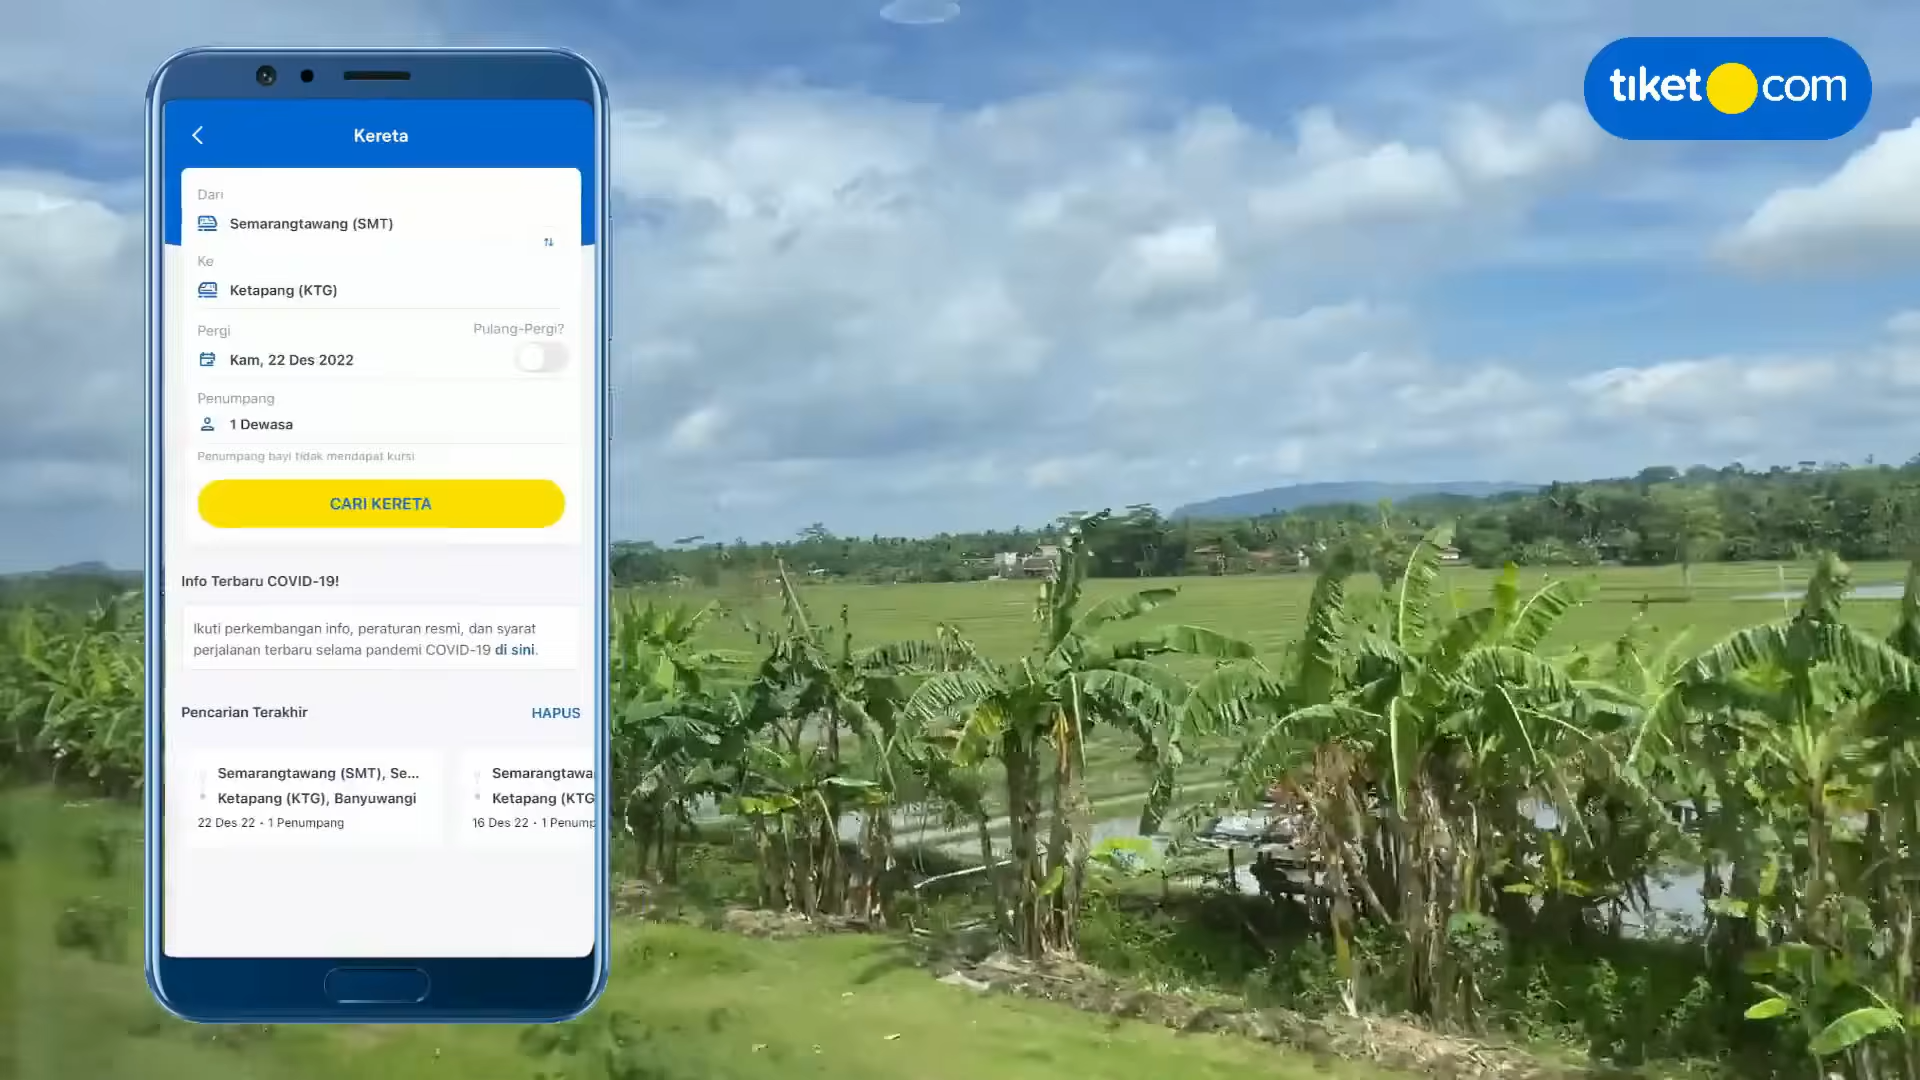 tiket.com
Kereta
Dari
Semarangtawang (SMT)
Ke
Ketapang (KTG)
Pergi
Pulang-Pergi?
Kam, 22 Des 2022
Penumpang
1 Dewasa
Penumpang bayi tidak mendapat kursi
CARI KERETA
Info Terbaru COVID-19!
Ikuti perkembangan info, peraturan resmi, dan syarat
perjalanan terbaru selama pandemi COVID-19 di sini.
Pencarian Terakhir
HAPUS
Semarangtawang (SMT), Se...
Ketapang (KTG), Banyuwangi
22 Des 22 • 1 Penumpang
Semarangtawa
Ketapang (KTG
16 Des 22 • 1 Penump